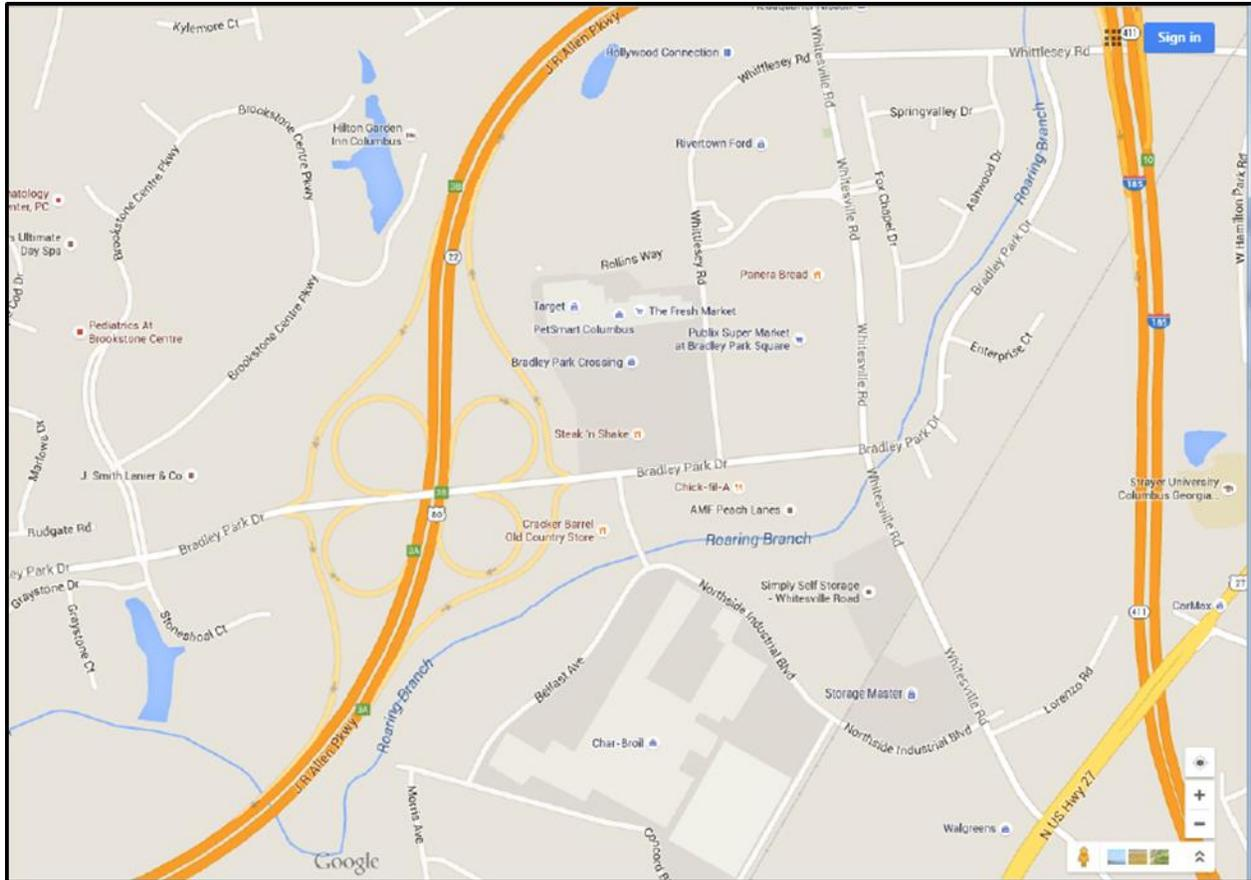 Kylemore Ct
J R Allen Pkwy
Hollywood Connection
Whitesville Rd
Whittlesey Rd
Whittlesey Rd
411
Sign in
Brookstone Centre Pkwy
Hilton Garden
Inn Columbus
Brookstone Centre Pkwy
Rivertown Ford
Springvalley Dr
Roaring Branch
3B
10
185
Whitesville Rd
Fox Chapel Dr
Ashwood Dr
W Hamilton Park Rd
Day Spa
Ultimate
22
Rollins Way
Whittlesey Rd
Panera Bread
Bradley Park Dr
Target
The Fresh Market
PetSmart Columbus
Publix Super Market
at Bradley Park Square
185
Pediatrics At
Brookstone Centre
Brookstone Centre Pkwy
Bradley Park Crossing
Whitesville Rd
Enterprise Ct
Marlowe Dr
Steak 'n Shake
Bradley Park Dr
Bradley Park Dr
J. Smith Lanier & Co
Chick-fil-A
Strayer University
Columbus Georgia...
Rudgate Rd
Bradley Park Dr
80
AMF Peach Lanes
Cracker Barrel
Old Country Store
Roaring Branch
Whitesville Rd
3A
ey Park Dr
Graystone Dr
Graystone Ct
Stoneshoal Ct
Simply Self Storage
- Whitesville Road
27
411
CarMax
Northside Industrial Blvd
Belfast Ave
Roaring Branch
Storage Master
Whitesville Rd
Lorenzo Rd
3A
J R Allen Pkwy
Char-Broil
Northside Industrial Blvd
Morris Ave
N US Hwy 27
Walgreens
Google